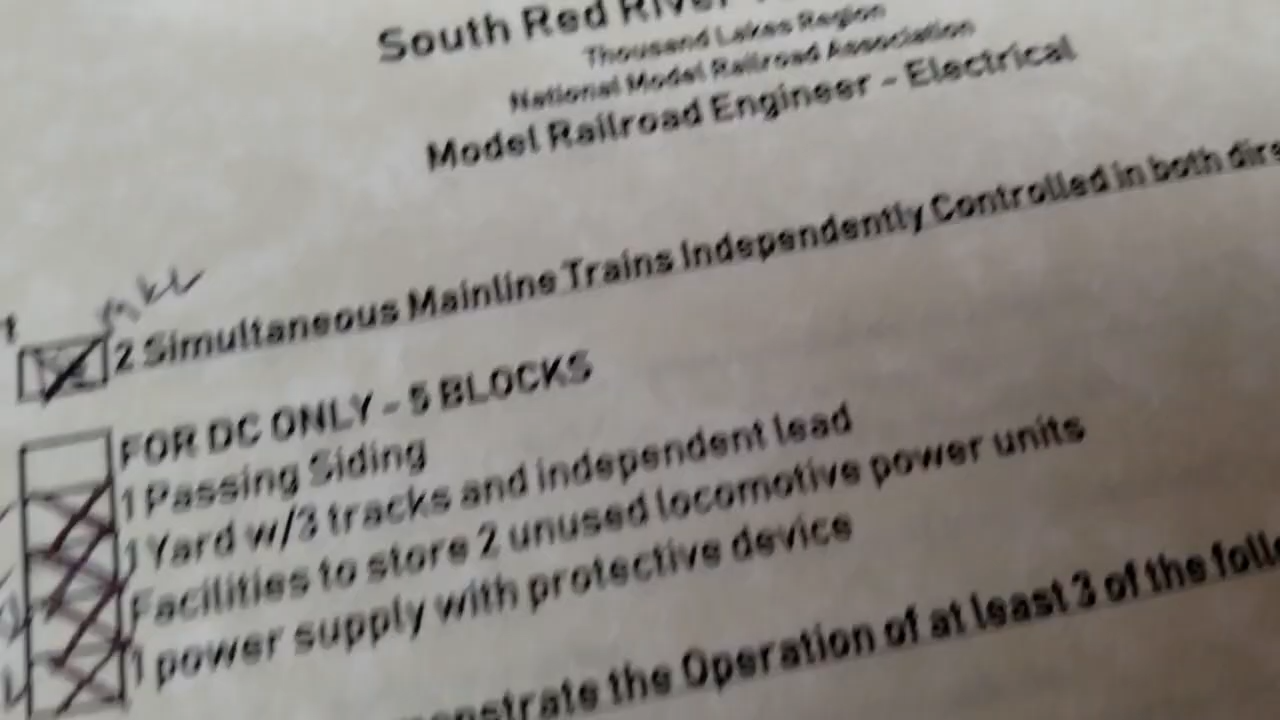 South Red River
Thousand Lakes Region
National Model Railroad Association
Model Railroad Engineer - Electrical
2 Simultaneous Mainline Trains Independently Controlled in both dire
FOR DC ONLY - 5 BLOCKS
1 Passing Siding
1 Yard w/3 tracks and independent lead
Facilities to store 2 unused locomotive power units
1 power supply with protective device
monstrate the Operation of at least 3 of the follo